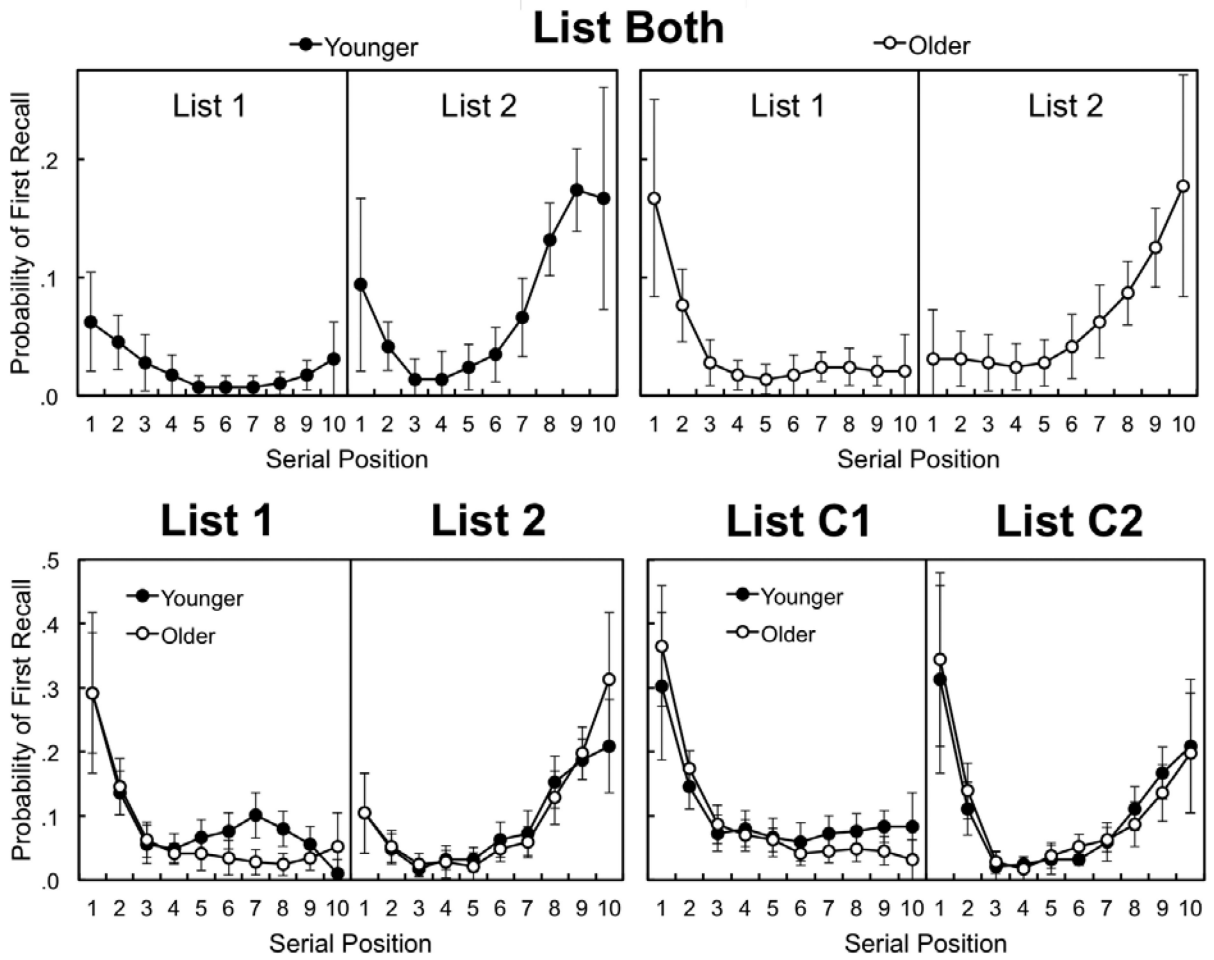 List Both
Younger
Older
List 1
List 2
List 1
List 2
Probability of First Recall
.2
.1
.0
1 2 3 4 5 6 7 8 9 10 1 2 3 4 5 6 7 8 9 10
1 2 3 4 5 6 7 8 9 10 1 2 3 4 5 6 7 8 9 10
Serial Position
Serial Position
List 1
List 2
List C1
List C2
Probability of First Recall
.5
.4
.3
.2
.1
.0
Younger
Older
Younger
Older
1 2 3 4 5 6 7 8 9 10 1 2 3 4 5 6 7 8 9 10
1 2 3 4 5 6 7 8 9 10 1 2 3 4 5 6 7 8 9 10
Serial Position
Serial Position